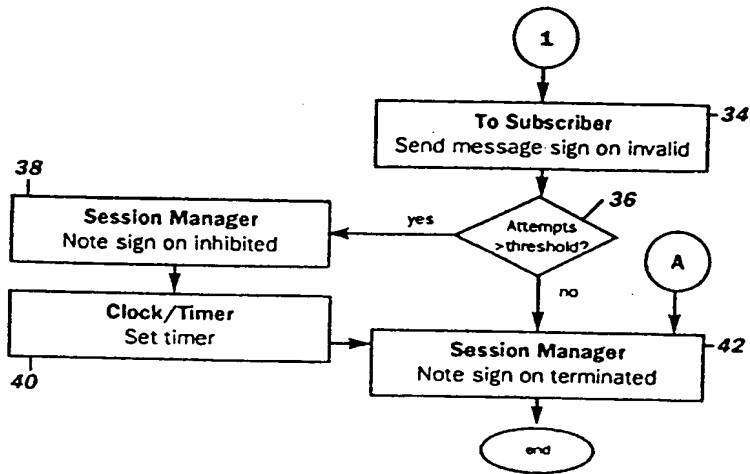 1
To Subscriber
Send message sign on invalid
34
38
36
Session Manager
Note sign on inhibited
yes
Attempts
>threshold?
A
no
Clock/Timer
Set timer
40
Session Manager
Note sign on terminated
42
end